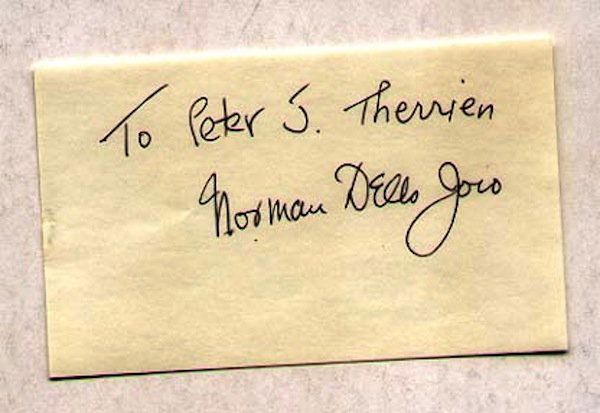 To Peter J. Therrien
Norman Dello Joio